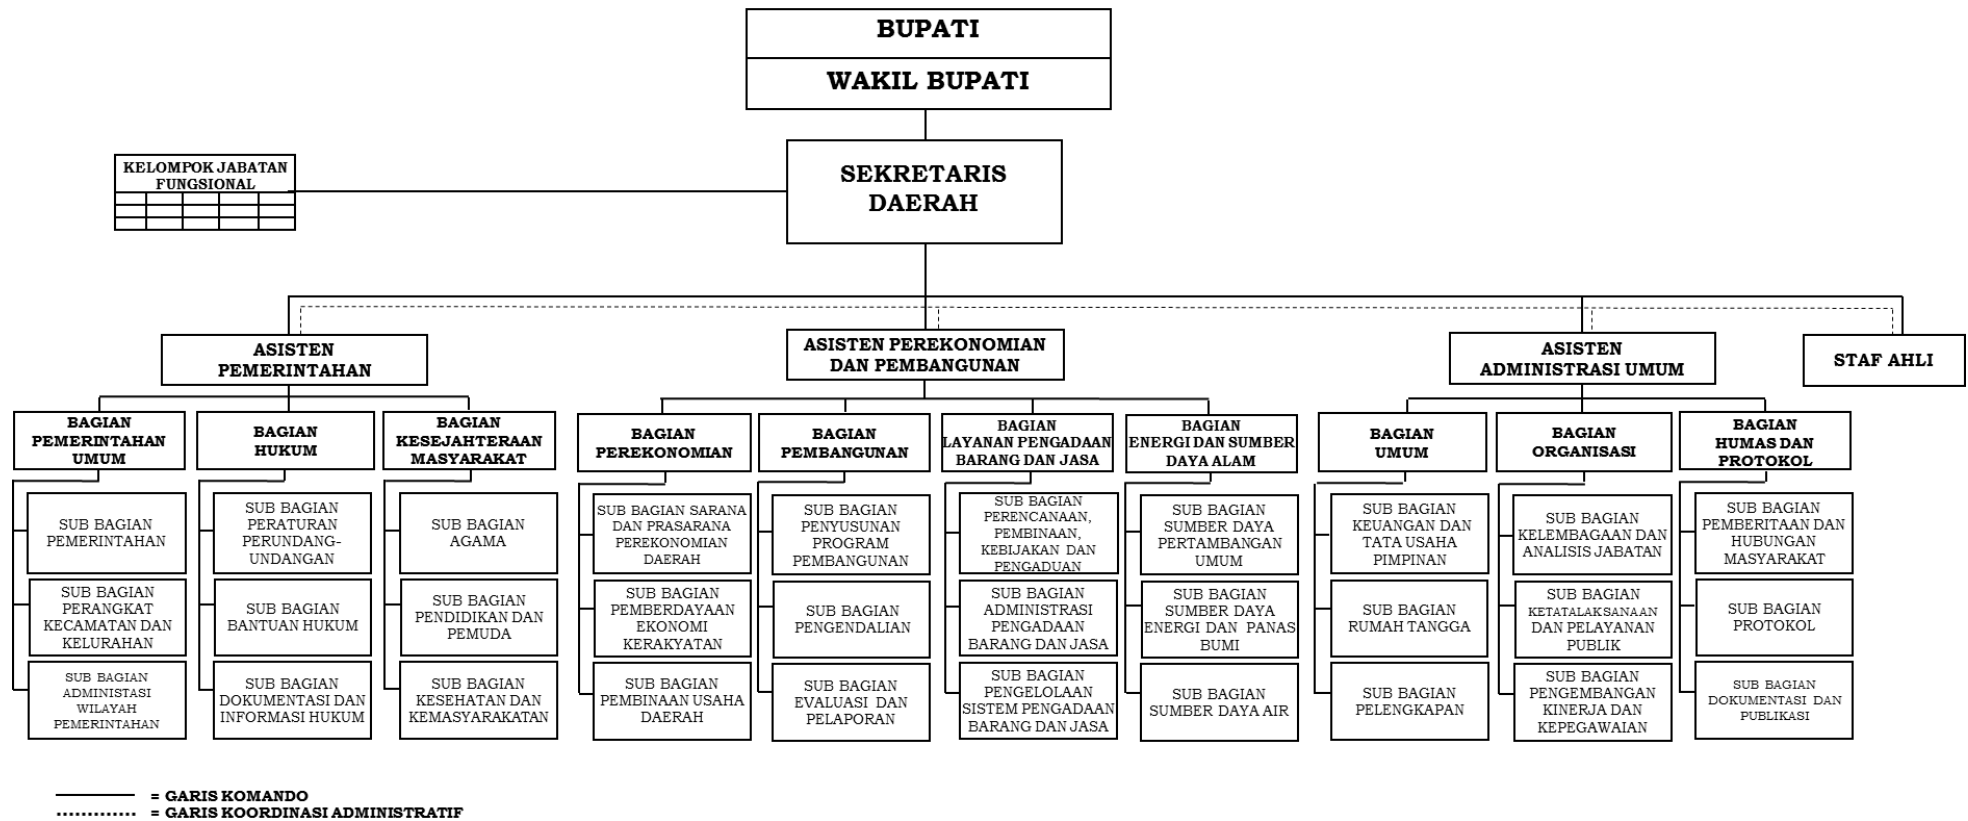 BUPATI
WAKIL BUPATI
SEKRETARIS
DAERAH
KELOMPOK JABATAN
FUNGSIONAL
ASISTEN
PEMERINTAHAN
ASISTEN PEREKONOMIAN
DAN PEMBANGUNAN
ASISTEN
ADMINISTRASI UMUM
STAF AHLI
BAGIAN
PEMERINTAHAN
UMUM
BAGIAN
HUKUM
BAGIAN
KESEJAHTERAAN
MASYARAKAT
BAGIAN
PEREKONOMIAN
BAGIAN
PEMBANGUNAN
BAGIAN
LAYANAN PENGADAAN
BARANG DAN JASA
BAGIAN
ENERGI DAN SUMBER
DAYA ALAM
BAGIAN
UMUM
BAGIAN
ORGANISASI
BAGIAN
HUMAS DAN
PROTOKOL
SUB BAGIAN
PEMERINTAHAN
SUB BAGIAN
PERATURAN
PERUNDANG-
UNDANGAN
SUB BAGIAN
AGAMA
SUB BAGIAN SARANA
DAN PRASARANA
PEREKONOMIAN
DAERAH
SUB BAGIAN
PENYUSUNAN
PROGRAM
PEMBANGUNAN
SUB BAGIAN
PERENCANAAN,
PEMBINAAN,
KEBIJAKAN DAN
PENGADUAN
SUB BAGIAN
SUMBER DAYA
PERTAMBANGAN
UMUM
SUB BAGIAN
KEUANGAN DAN
TATA USAHA
PIMPINAN
SUB BAGIAN
KELEMBAGAAN DAN
ANALISIS JABATAN
SUB BAGIAN
PEMBERITAAN DAN
HUBUNGAN
MASYARAKAT
SUB BAGIAN
PERANGKAT
KECAMATAN DAN
KELURAHAN
SUB BAGIAN
BANTUAN HUKUM
SUB BAGIAN
PENDIDIKAN DAN
PEMUDA
SUB BAGIAN
PEMBERDAYAAN
EKONOMI
KERAKYATAN
SUB BAGIAN
PENGENDALIAN
SUB BAGIAN
ADMINISTRASI
PENGADAAN
BARANG DAN JASA
SUB BAGIAN
SUMBER DAYA
ENERGI DAN PANAS
BUMI
SUB BAGIAN
RUMAH TANGGA
SUB BAGIAN
KETATALAKSANAAN
DAN PELAYANAN
PUBLIK
SUB BAGIAN
PROTOKOL
SUB BAGIAN
ADMINISTASI
WILAYAH
PEMERINTAHAN
SUB BAGIAN
DOKUMENTASI DAN
INFORMASI HUKUM
SUB BAGIAN
KESEHATAN DAN
KEMASYARAKATAN
SUB BAGIAN
PEMBINAAN USAHA
DAERAH
SUB BAGIAN
EVALUASI DAN
PELAPORAN
SUB BAGIAN
PENGELOLAAN
SISTEM PENGADAAN
BARANG DAN JASA
SUB BAGIAN
SUMBER DAYA AIR
SUB BAGIAN
PELENGKAPAN
SUB BAGIAN
PENGEMBANGAN
KINERJA DAN
KEPEGAWAIAN
SUB BAGIAN
DOKUMENTASI DAN
PUBLIKASI
= GARIS KOMANDO
= GARIS KOORDINASI ADMINISTRATIF